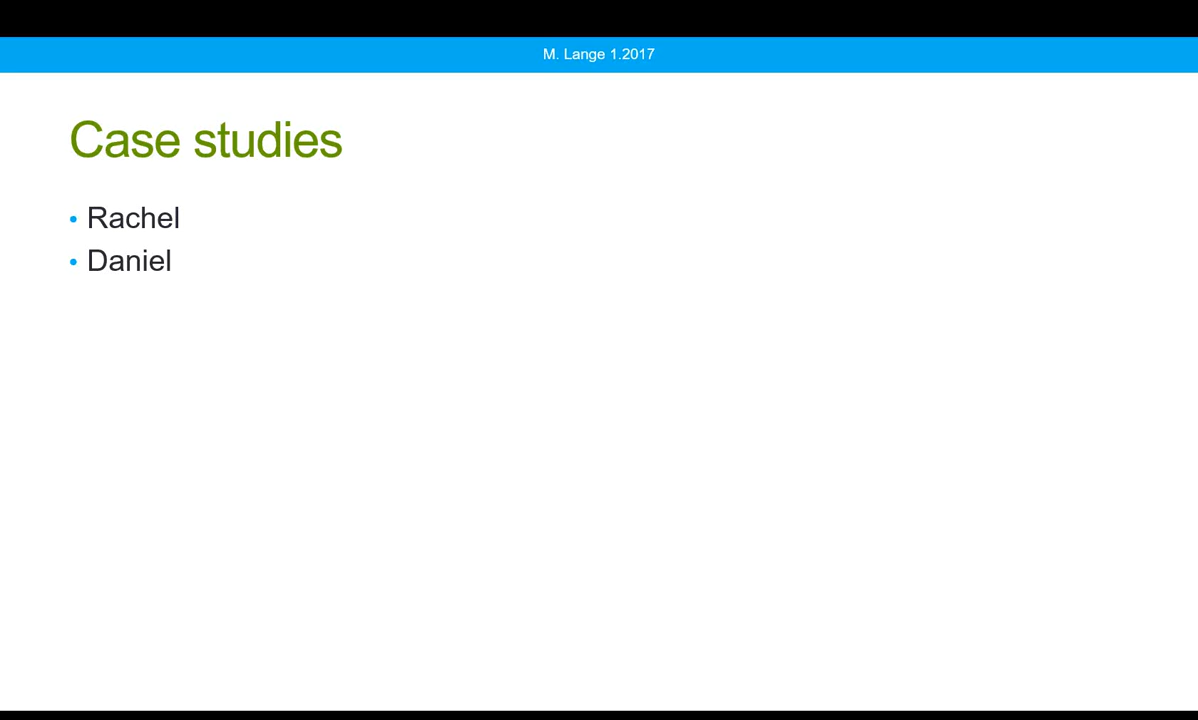 M. Lange 1.2017
Case studies
• Rachel
• Daniel